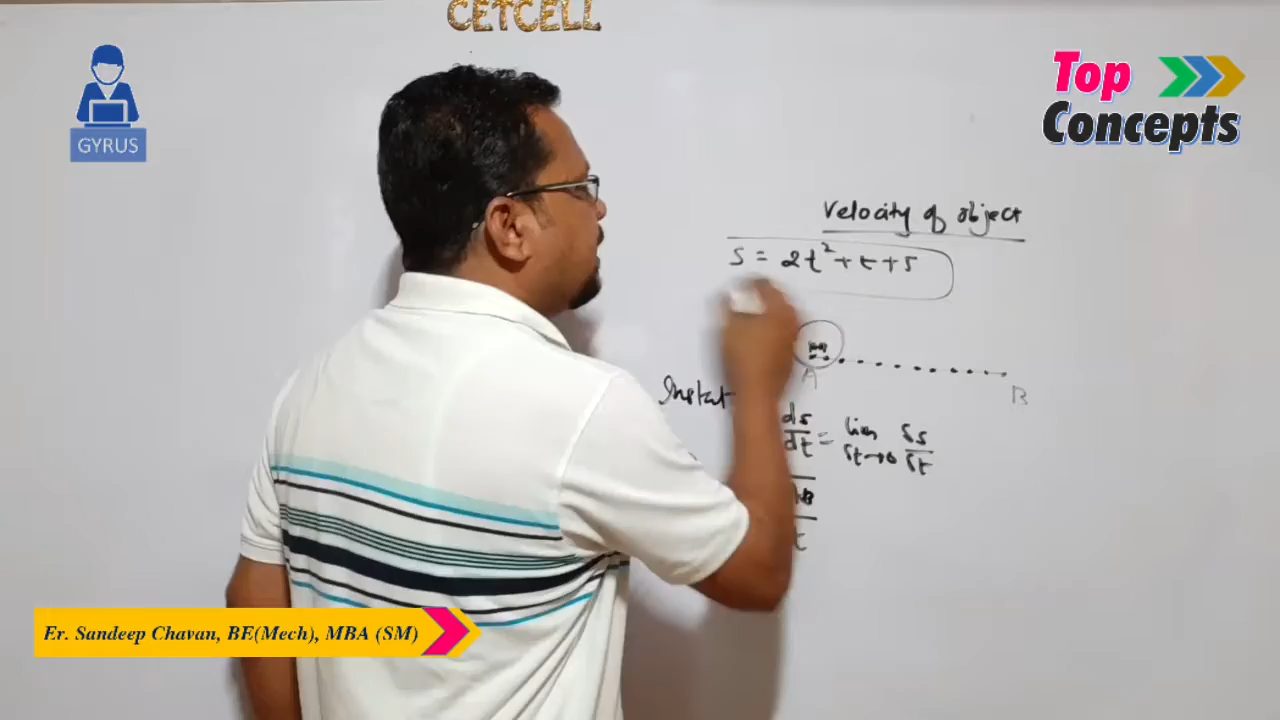 CETCELL
GYRUS
Top
Concepts
Velocity of object
s = 2t² + t + 5
A
B
Instat
ds/dt = lim δt→0 δs/δt
t
Er. Sandeep Chavan, BE(Mech), MBA (SM)